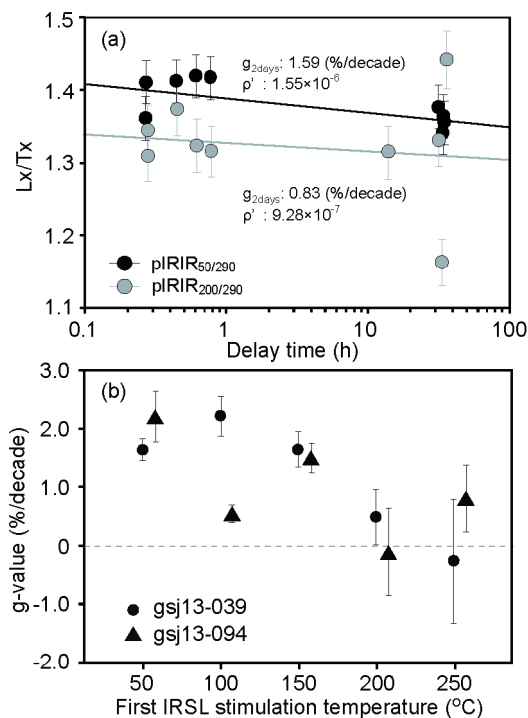 (a)
1.5
1.4
1.3
1.2
1.1
Lx/Tx
g2days: 1.59 (%/decade)
ρ' : 1.55×10-6
g2days: 0.83 (%/decade)
ρ' : 9.28×10-7
pIRIR50/290
pIRIR200/290
0.1 1 10 100
Delay time (h)
(b)
3.0
2.0
1.0
0
-1.0
-2.0
g-value (%/decade)
gsj13-039
gsj13-094
50 100 150 200 250
First IRSL stimulation temperature (°C)